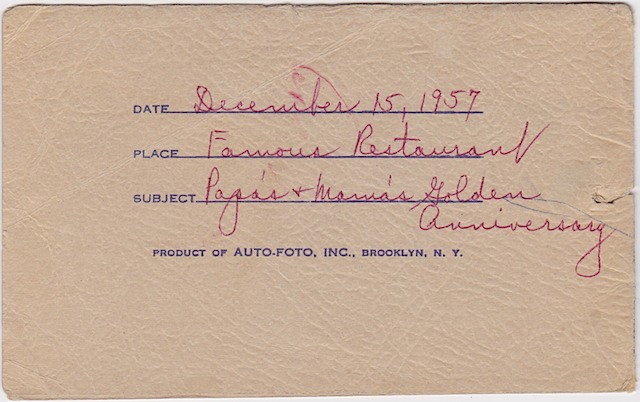 DATE December 15, 1957
PLACE Famous Restaurant
SUBJECT Papa's + Mama's Golden
Anniversary
PRODUCT OF AUTO-FOTO, INC., BROOKLYN, N. Y.